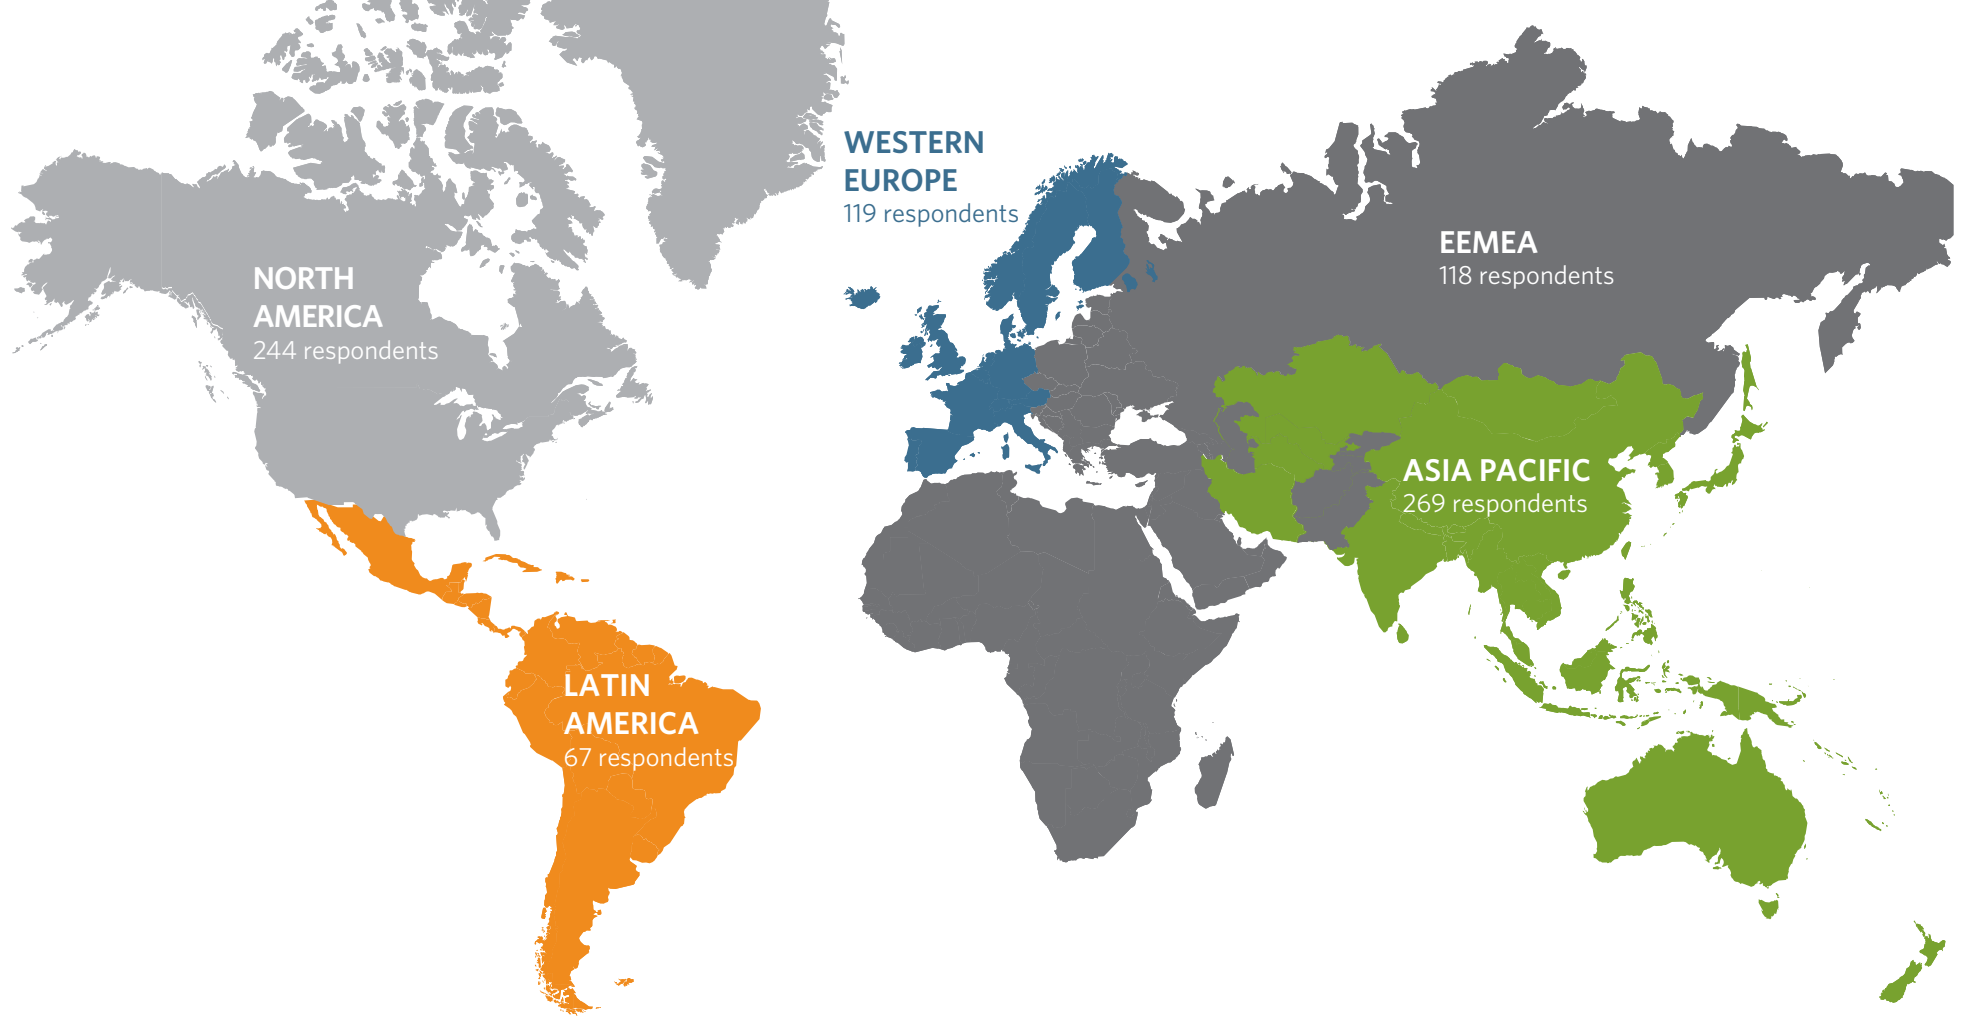 WESTERN
EUROPE
119 respondents
EEMEA
118 respondents
NORTH
AMERICA
244 respondents
ASIA PACIFIC
269 respondents
LATIN
AMERICA
67 respondents